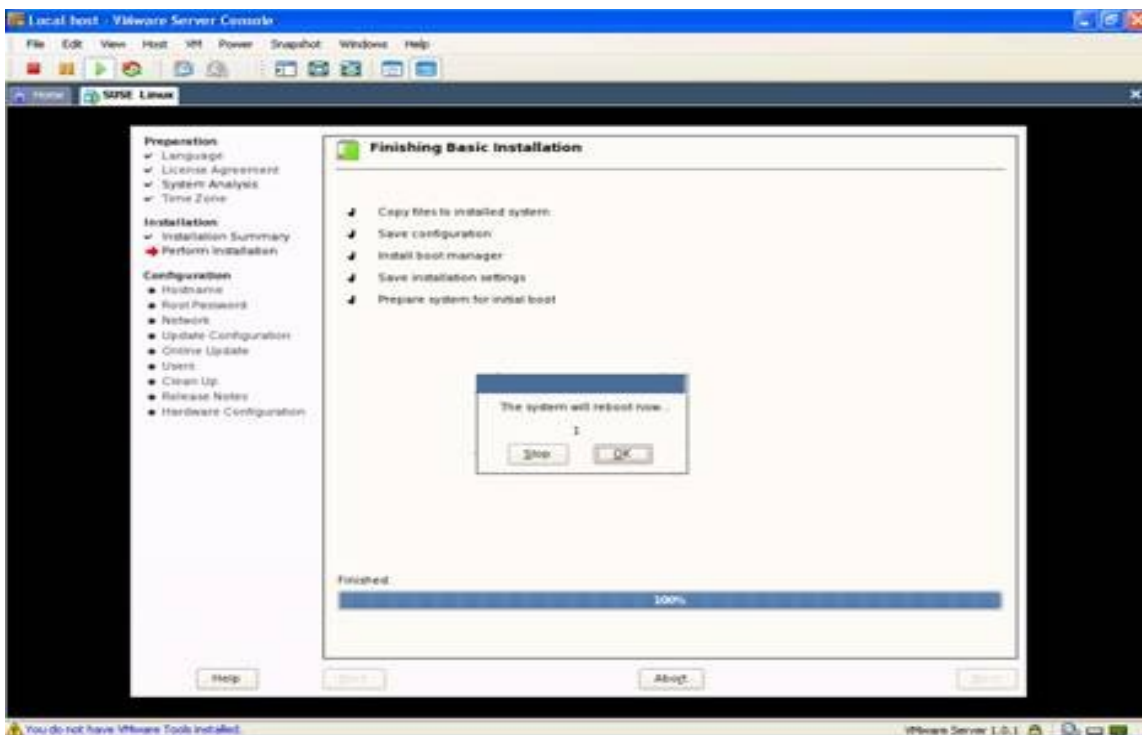 Local host - VMware Server Console
File Edit View Host VM Power Snapshot Windows Help
Home SUSE Linux
Preparation
Language
License Agreement
System Analysis
Time Zone
Installation
Installation Summary
Perform Installation
Configuration
Hostname
Root Password
Network
Update Configuration
Online Update
Users
Clean Up
Release Notes
Hardware Configuration
Finishing Basic Installation
Copy files to installed system
Save configuration
Install boot manager
Save installation settings
Prepare system for initial boot
The system will reboot now...
1
Stop OK
Finished
100%
Help Abort
You do not have VMware Tools installed.
VMware Server 1.0.1